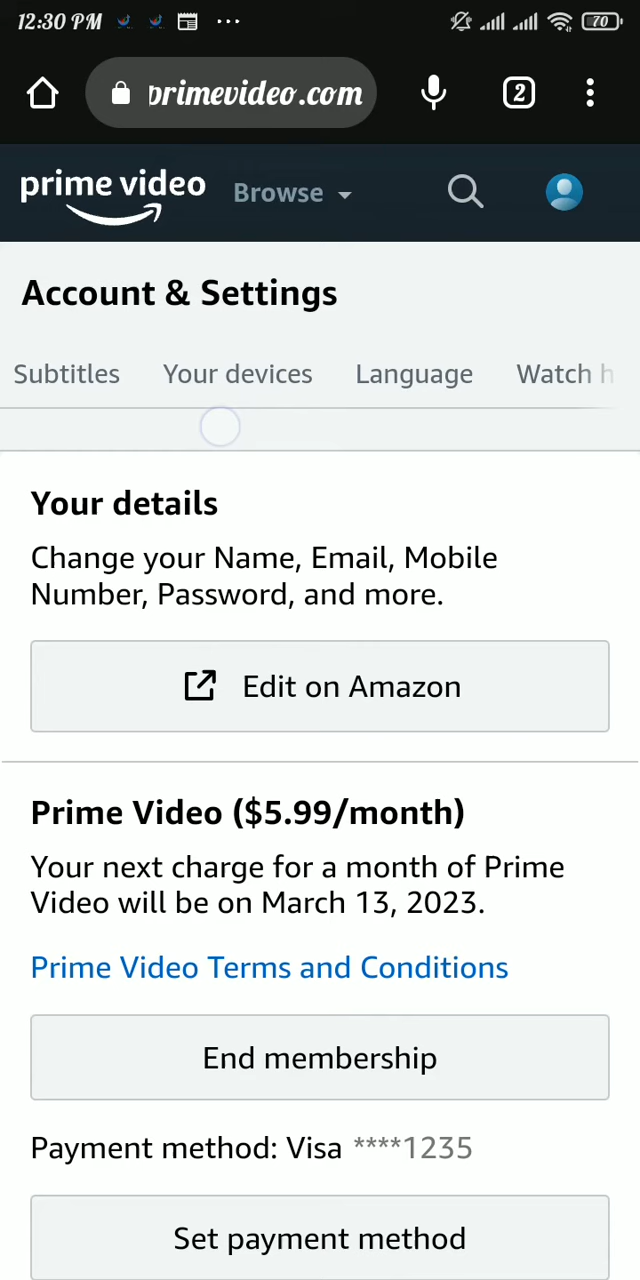 12:30 PM ... 70
primevideo.com 2
prime video Browse
Account & Settings
Subtitles Your devices Language Watch h
Your details
Change your Name, Email, Mobile
Number, Password, and more.
Edit on Amazon
Prime Video ($5.99/month)
Your next charge for a month of Prime
Video will be on March 13, 2023.
Prime Video Terms and Conditions
End membership
Payment method: Visa ****1235
Set payment method